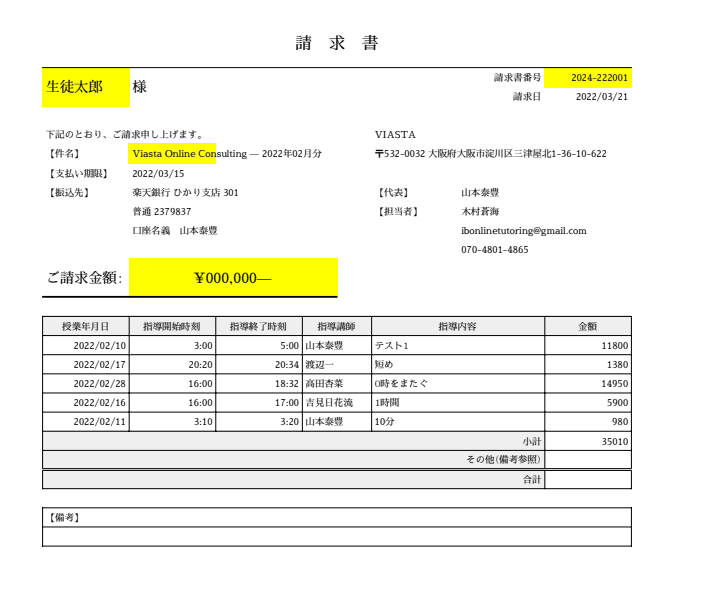 請 求 書
生徒太郎 様
請求書番号 2024-222001
請求日 2022/03/21
下記のとおり、ご請求申し上げます。
【件名】 Viasta Online Consulting — 2022年02月分
【支払い期限】 2022/03/15
【振込先】 楽天銀行 ひかり支店 301
普通 2379837
口座名義 山本泰豊
VIASTA
〒532-0032 大阪府大阪市淀川区三津屋北1-36-10-622
【代表】 山本泰豊
【担当者】 木村蒼海
ibonlinetutoring@gmail.com
070-4801-4865
ご請求金額: ¥000,000—
授業年月日 指導開始時刻 指導終了時刻 指導講師 指導内容 金額
2022/02/10 3:00 5:00 山本泰豊 テスト1 11800
2022/02/17 20:20 20:34 渡辺一 短め 1380
2022/02/28 16:00 18:32 高田杏菜 0時をまたぐ 14950
2022/02/16 16:00 17:00 吉見日花流 1時間 5900
2022/02/11 3:10 3:20 山本泰豊 10分 980
小計 35010
その他(備考参照)
合計
【備考】